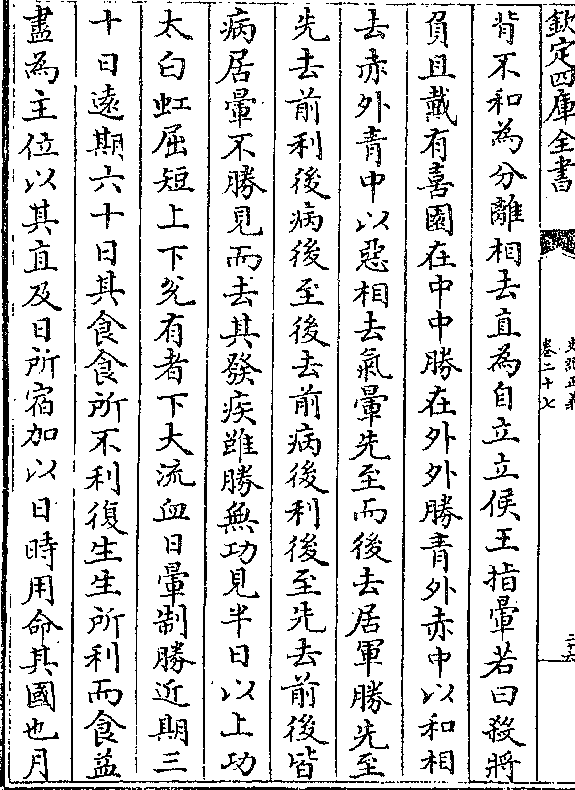 欽定四庫全書
史記正義
卷二十七
二十六
背不和為分離相去直為自立立侯王指暈若曰殺將
負且戴有喜圍在中中勝在外外勝青外赤中以和相
去赤外青中以惡相去氣暈先至而後去居軍勝先至
先去前利後病後至後去前病後利後至先去前後皆
病居暈不勝見而去其發疾雖勝無功見半日以上功
太白虹屈短上下兊有者下大流血日暈制勝近期三
十日遠期六十日其食食所不利復生生所利而食益
盡為主位以其直及日所宿加以日時用命其國也月